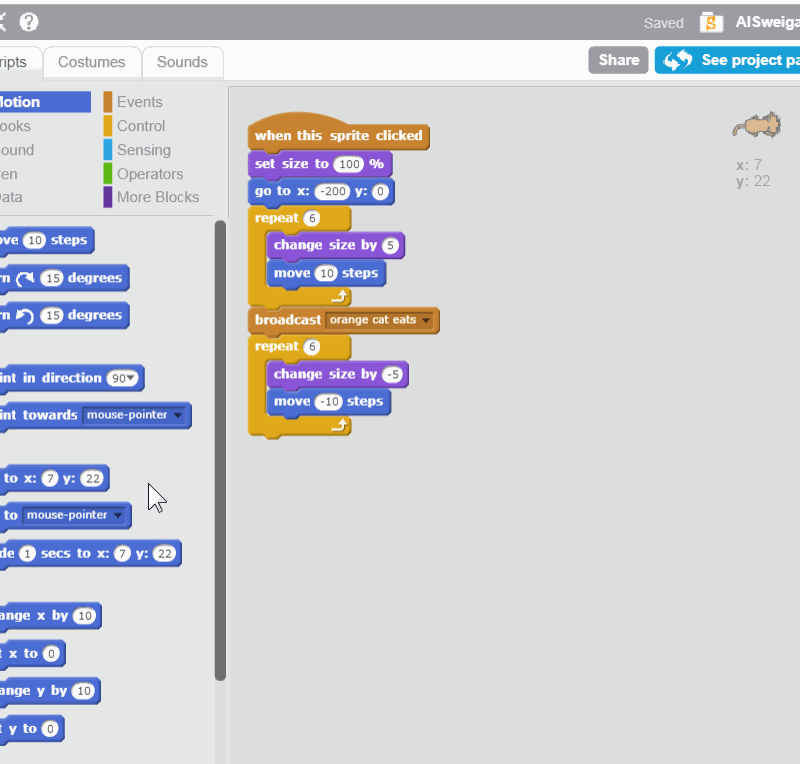 Saved AISweiga
ripts Costumes Sounds Share See project pa
Motion Events
ooks Control
ound Sensing
en Operators
Data More Blocks
ove 10 steps
rn 15 degrees
rn 15 degrees
int in direction 90
int towards mouse-pointer
to x: 7 y: 22
to mouse-pointer
de 1 secs to x: 7 y: 22
ange x by 10
t x to 0
ange y by 10
t y to 0
when this sprite clicked
set size to 100 %
go to x: -200 y: 0
repeat 6
change size by 5
move 10 steps
broadcast orange cat eats
repeat 6
change size by -5
move -10 steps
x: 7
y: 22